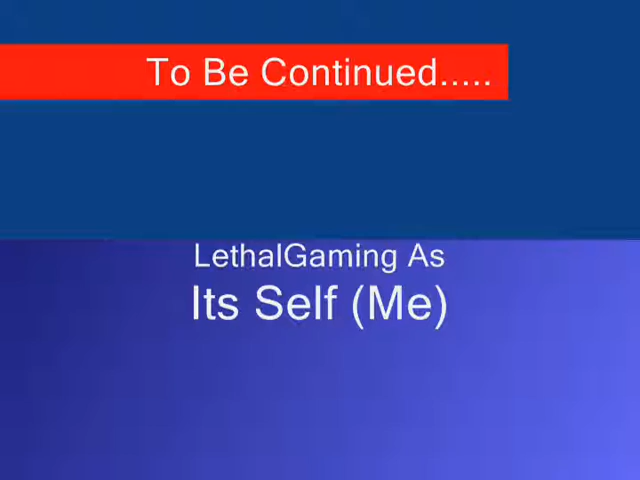 To Be Continued.....
LethalGaming As
Its Self (Me)